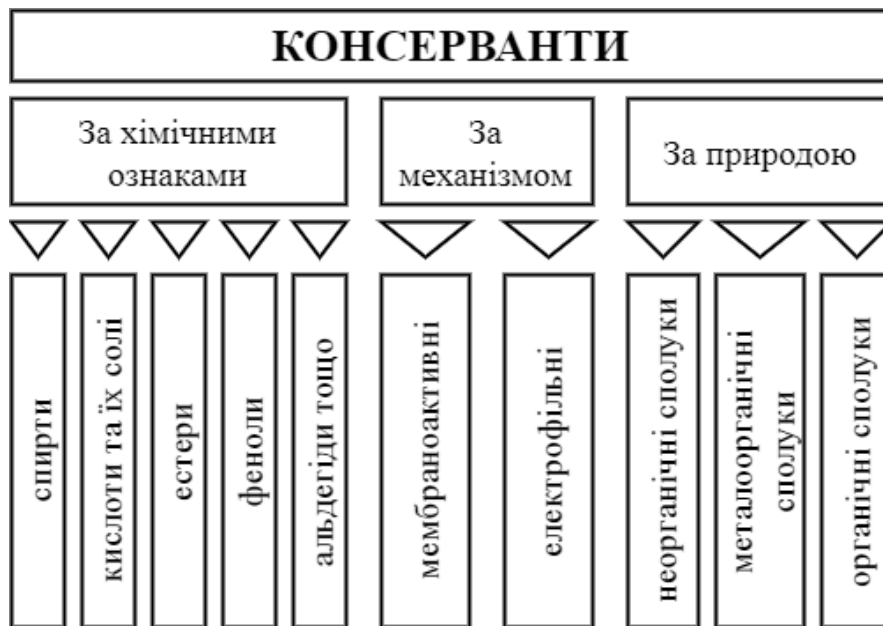 КОНСЕРВАНТИ
За хімічними
ознаками
За
механізмом
За природою
спирти
кислоти та їх солі
естери
феноли
альдегіди тощо
мембраноактивні
електрофільні
неорганічні сполуки
металоорганічні
сполуки
органічні сполуки